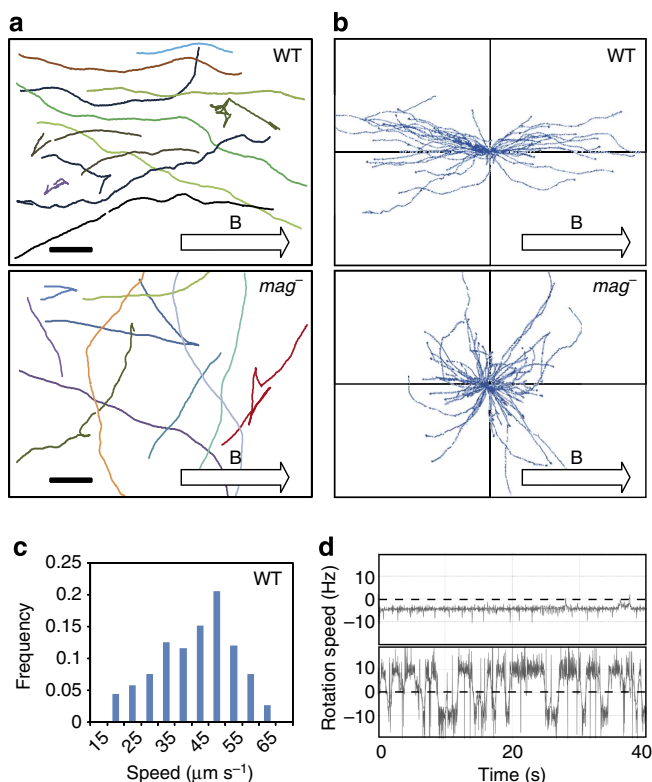 a
WT
B
mag⁻
B
b
WT
B
mag⁻
B
c
WT
0.25
0.2
0.15
0.1
0.05
0
Frequency
15 25 35 45 55 65
Speed (μm s⁻¹)
d
20
10
0
−10
10
0
−10
Rotation speed (Hz)
0 20 40
Time (s)